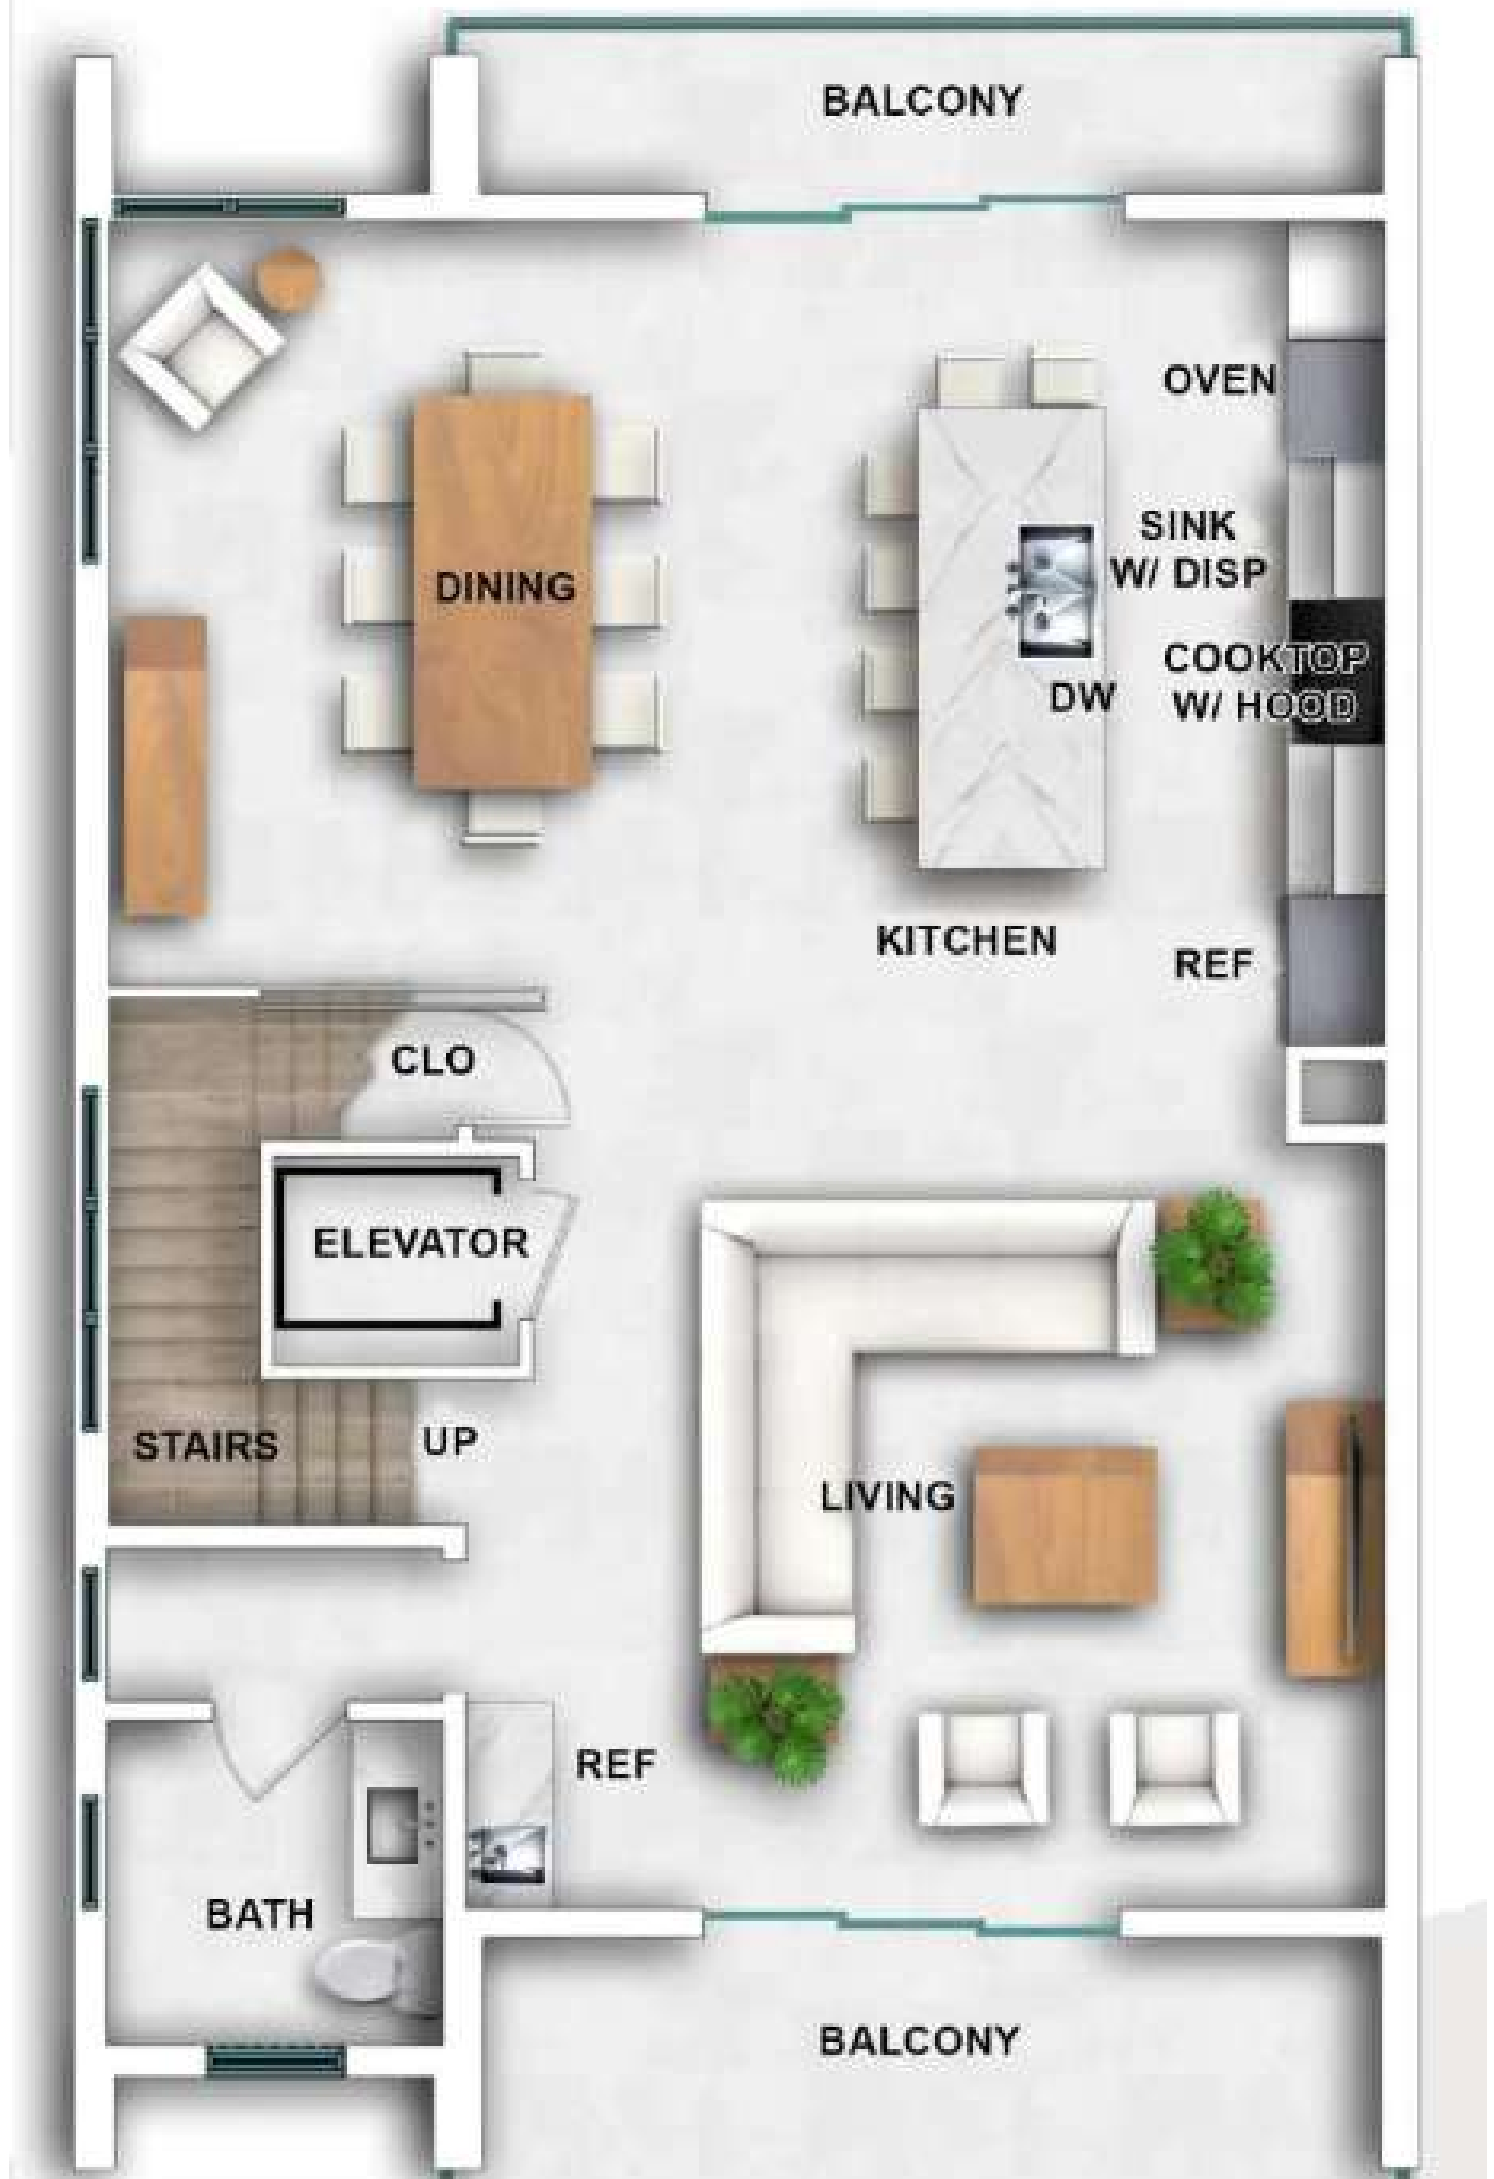 BALCONY
OVEN
SINK
W/ DISP
DINING
COOKTOP
W/ HOOD
DW
KITCHEN
REF
CLO
ELEVATOR
STAIRS
UP
LIVING
REF
BATH
BALCONY